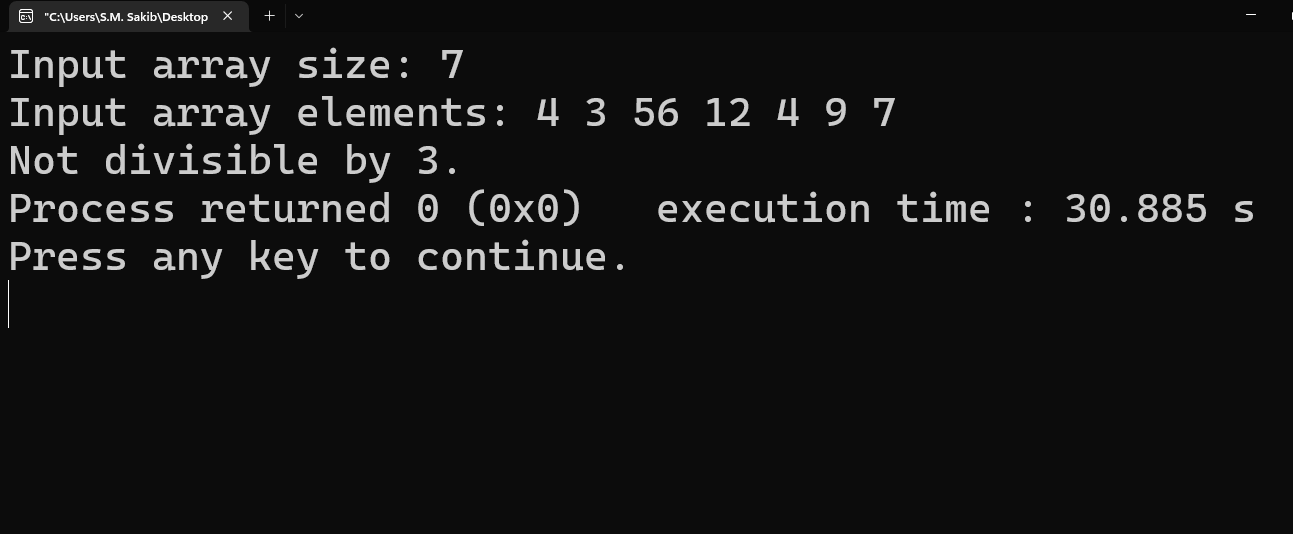 "C:\Users\S.M. Sakib\Desktop
Input array size: 7
Input array elements: 4 3 56 12 4 9 7
Not divisible by 3.
Process returned 0 (0x0)   execution time : 30.885 s
Press any key to continue.